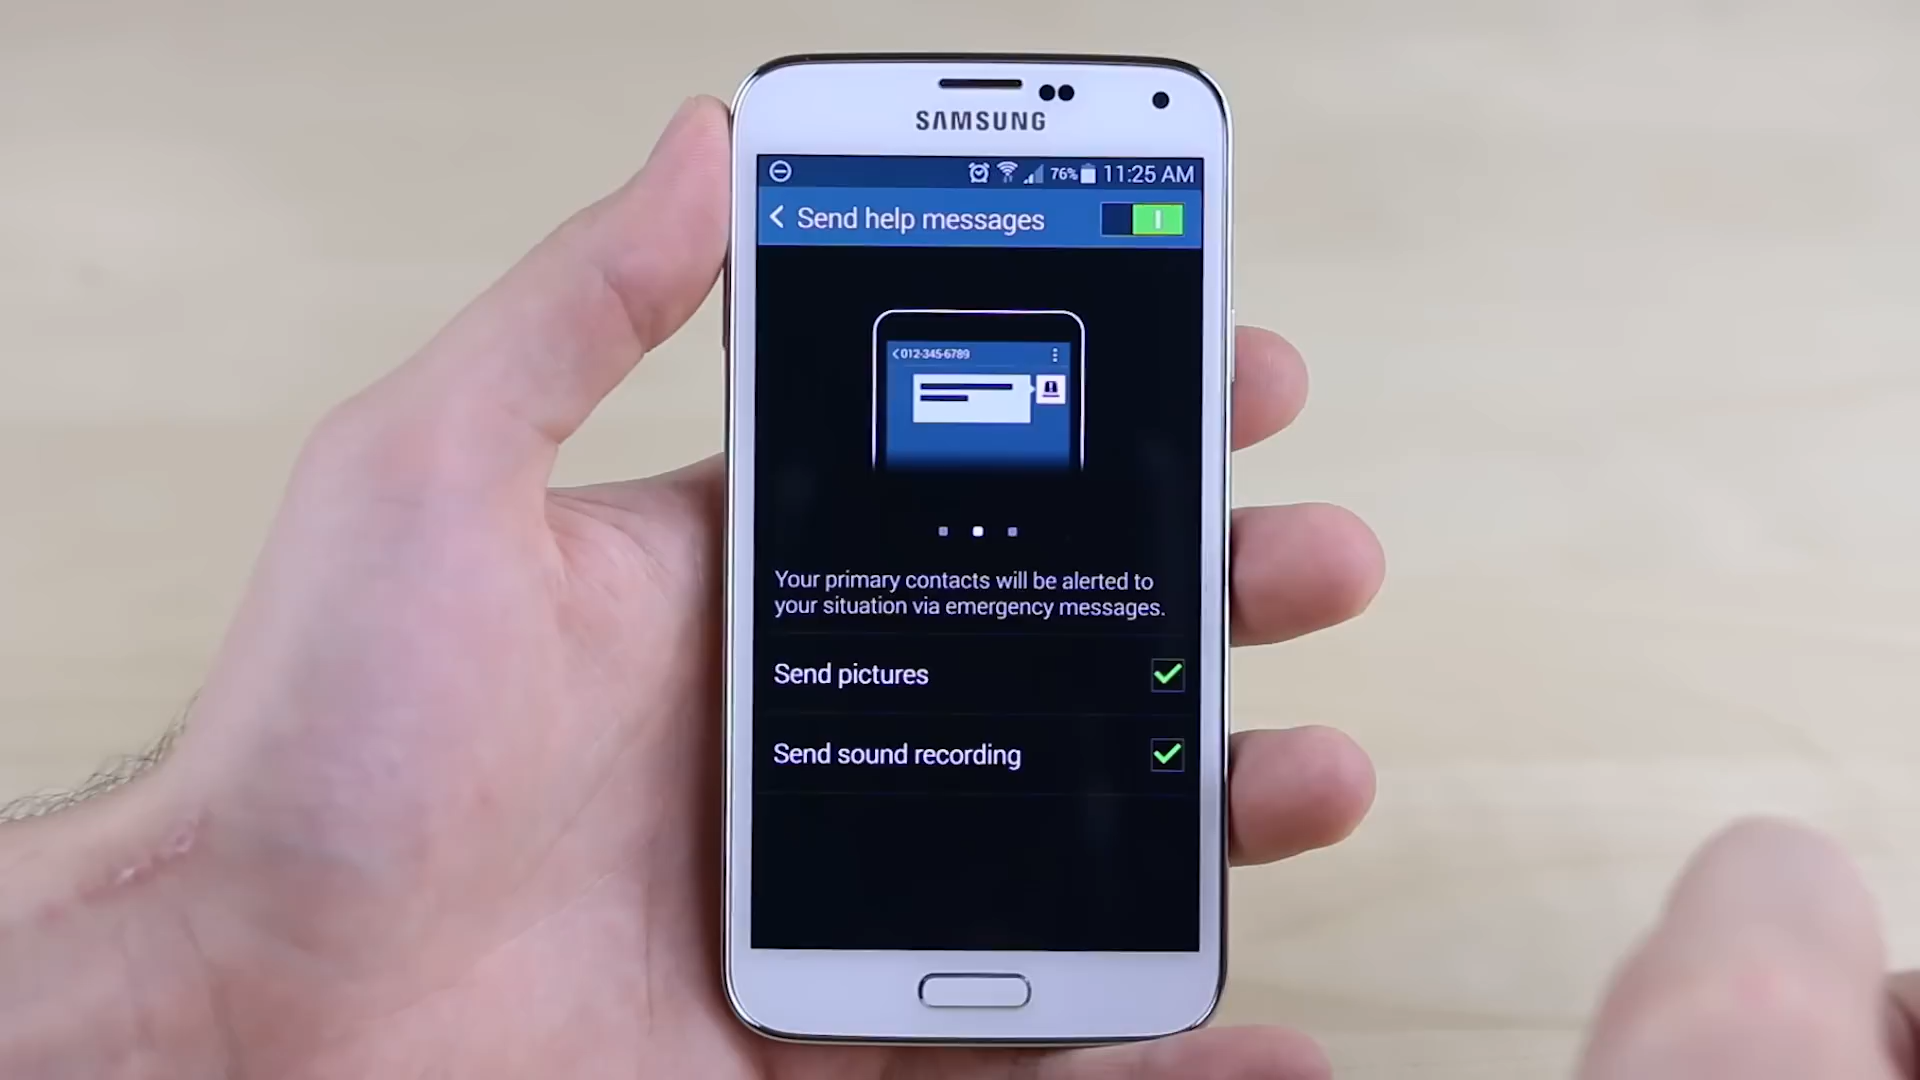 SAMSUNG
76% 11:25 AM
Send help messages
012-345-6789
Your primary contacts will be alerted to
your situation via emergency messages.
Send pictures
Send sound recording